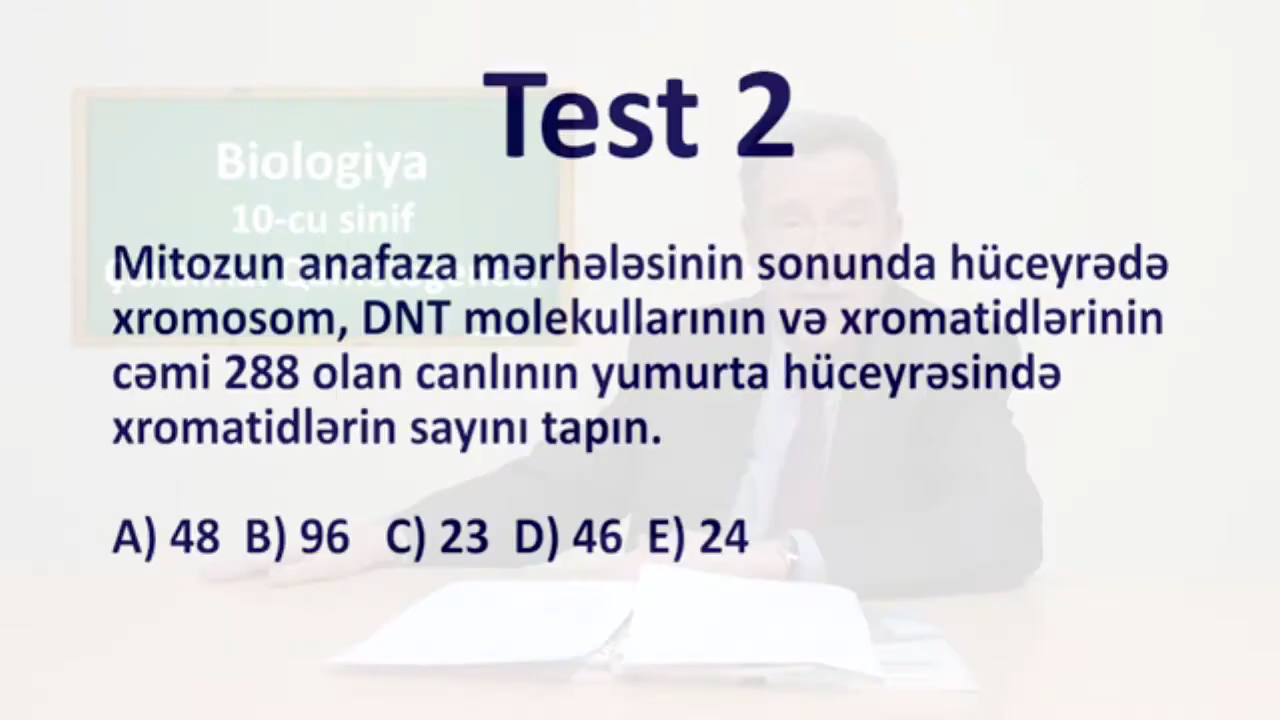 Test 2
Biologiya
10-cu sinif
Mitozun anafaza mərhələsinin sonunda hüceyrədə
xromosom, DNT molekullarının və xromatidlərinin
cəmi 288 olan canlının yumurta hüceyrəsində
xromatidlərin sayını tapın.
A) 48 B) 96 C) 23 D) 46 E) 24